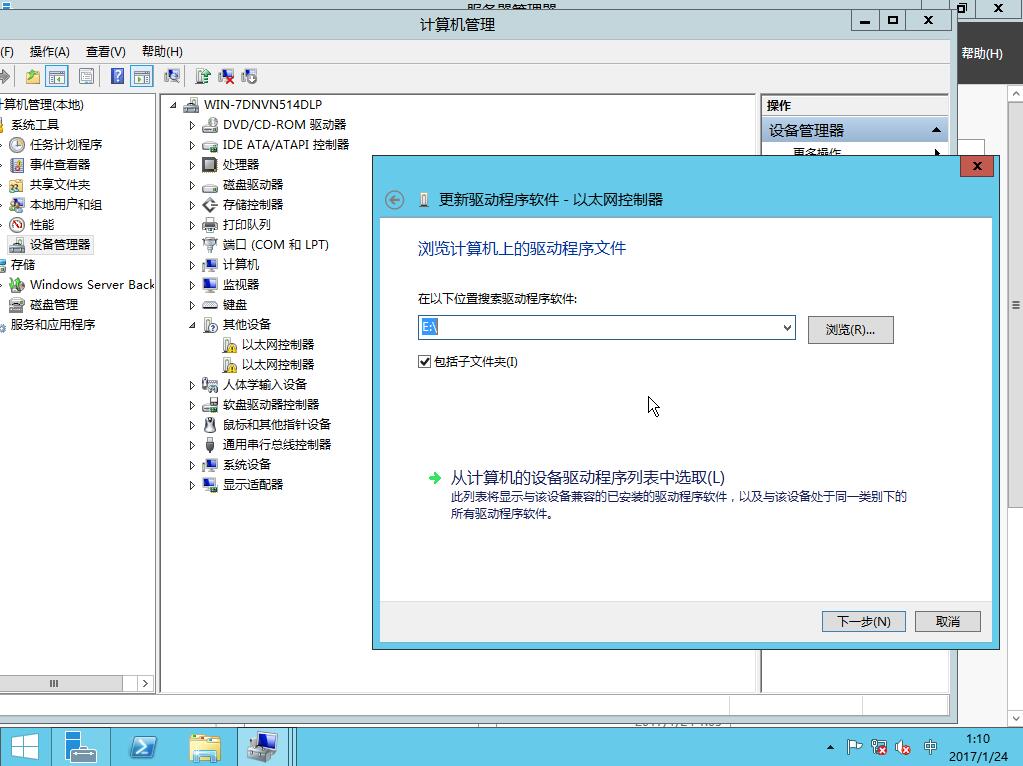 服务器管理器
计算机管理
(F) 操作(A) 查看(V) 帮助(H)
帮助(H)
计算机管理(本地)
系统工具
任务计划程序
事件查看器
共享文件夹
本地用户和组
性能
设备管理器
存储
Windows Server Back
磁盘管理
服务和应用程序
WIN-7DNVN514DLP
DVD/CD-ROM 驱动器
IDE ATA/ATAPI 控制器
处理器
磁盘驱动器
存储控制器
打印队列
端口 (COM 和 LPT)
计算机
监视器
键盘
其他设备
以太网控制器
以太网控制器
人体学输入设备
软盘驱动器控制器
鼠标和其他指针设备
通用串行总线控制器
系统设备
显示适配器
操作
设备管理器
更多操作
更新驱动程序软件 - 以太网控制器
浏览计算机上的驱动程序文件
在以下位置搜索驱动程序软件:
E:\
浏览(R)...
包括子文件夹(I)
从计算机的设备驱动程序列表中选取(L)
此列表将显示与该设备兼容的已安装的驱动程序软件，以及与该设备处于同一类别下的
所有驱动程序软件。
下一步(N)
取消
中
1:10
2017/1/24